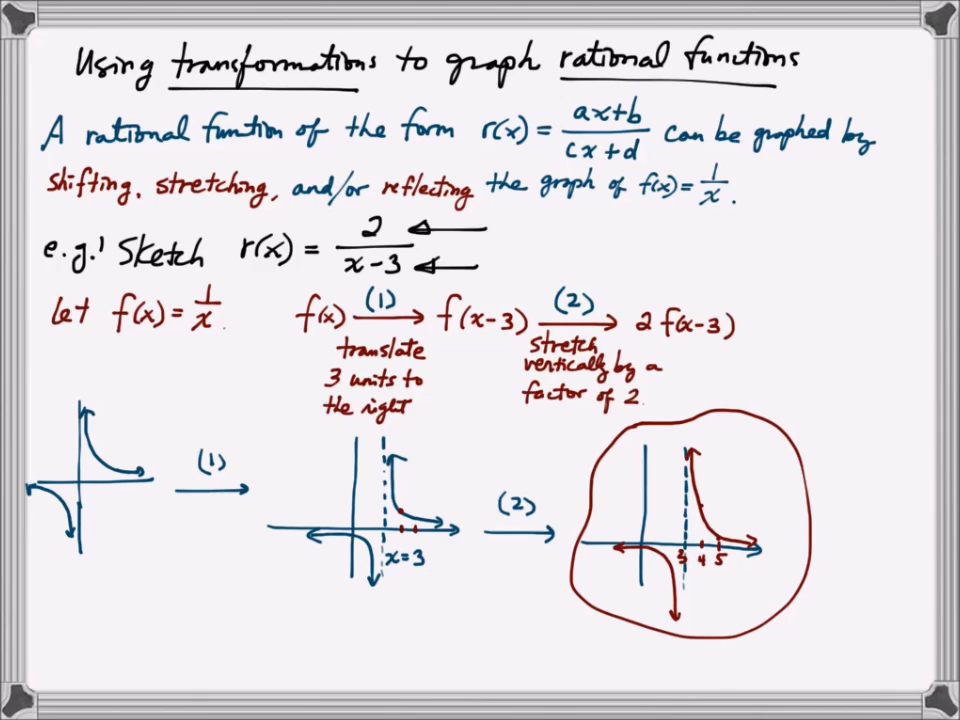 Using transformations to graph rational functions
A rational funtion of the form r(x) = (ax+b)/(cx+d) can be graphed by
shifting, stretching, and/or reflecting the graph of f(x) = 1/x.
e.g.1 Sketch r(x) = 2/(x-3)
Let f(x) = 1/x. f(x) (1)→ f(x-3) (2)→ 2 f(x-3)
translate 3 units to the right
stretch vertically by a factor of 2.
(1)
x=3
(2)
3 4 5